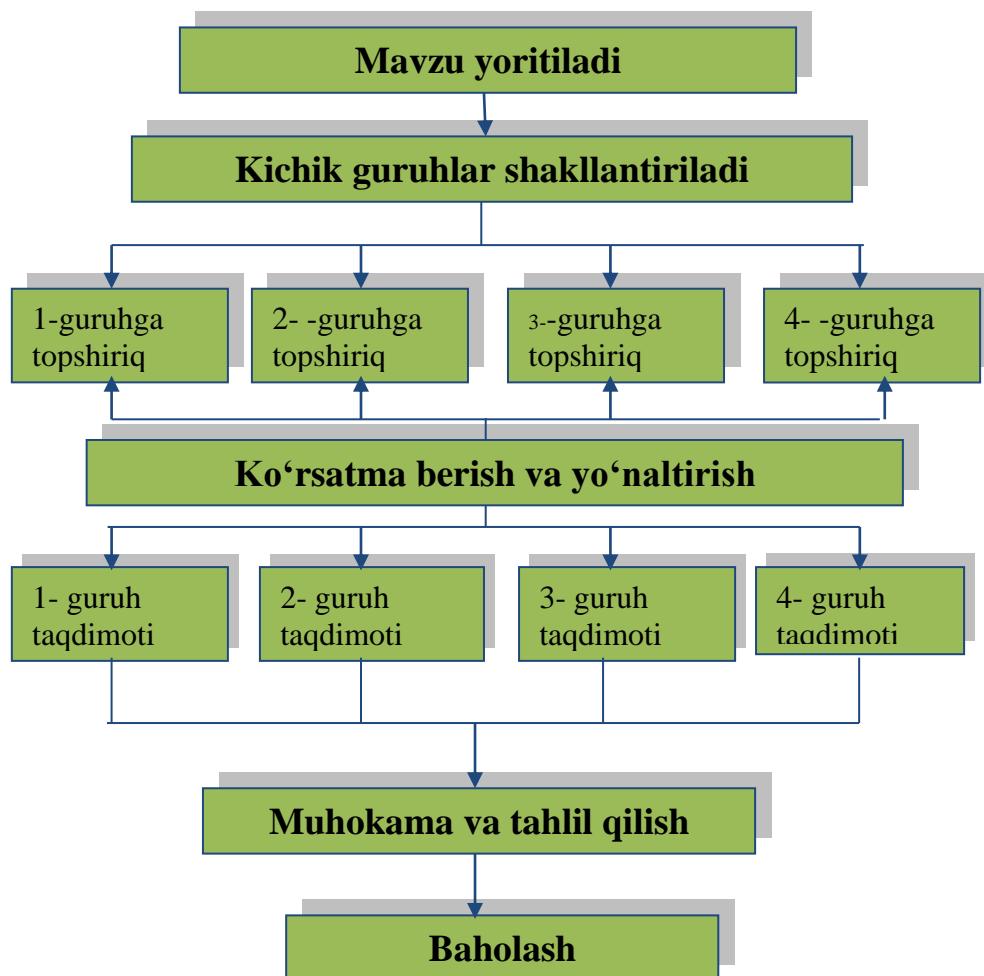 Mavzu yoritiladi
Kichik guruhlar shakllantiriladi
1-guruhga
topshiriq
2- -guruhga
topshiriq
3--guruhga
topshiriq
4- -guruhga
topshiriq
Ko‘rsatma berish va yo‘naltirish
1- guruh
taqdimoti
2- guruh
taqdimoti
3- guruh
taqdimoti
4- guruh
taqdimoti
Muhokama va tahlil qilish
Baholash